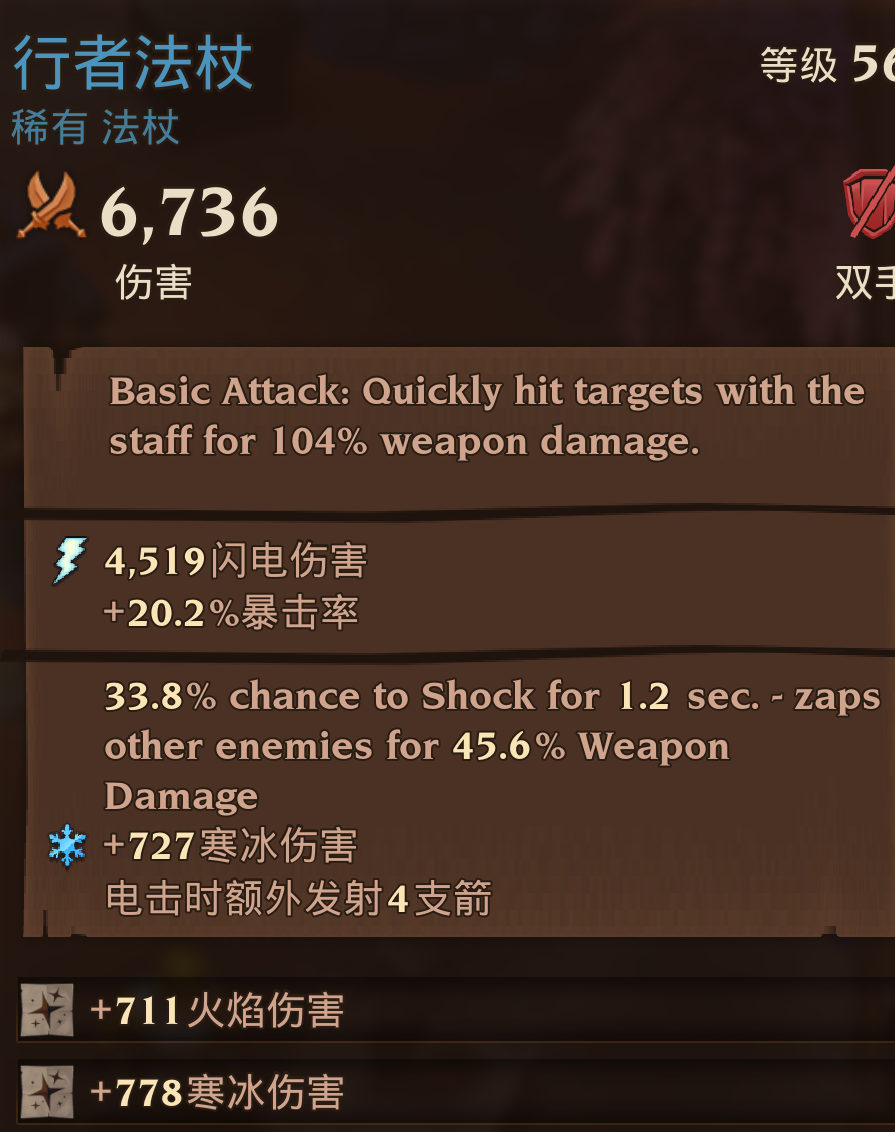 行者法杖
等级 56
稀有 法杖
6,736
伤害
双手
Basic Attack: Quickly hit targets with the
staff for 104% weapon damage.
4,519闪电伤害
+20.2%暴击率
33.8% chance to Shock for 1.2 sec. - zaps
other enemies for 45.6% Weapon
Damage
+727寒冰伤害
电击时额外发射4支箭
+711火焰伤害
+778寒冰伤害